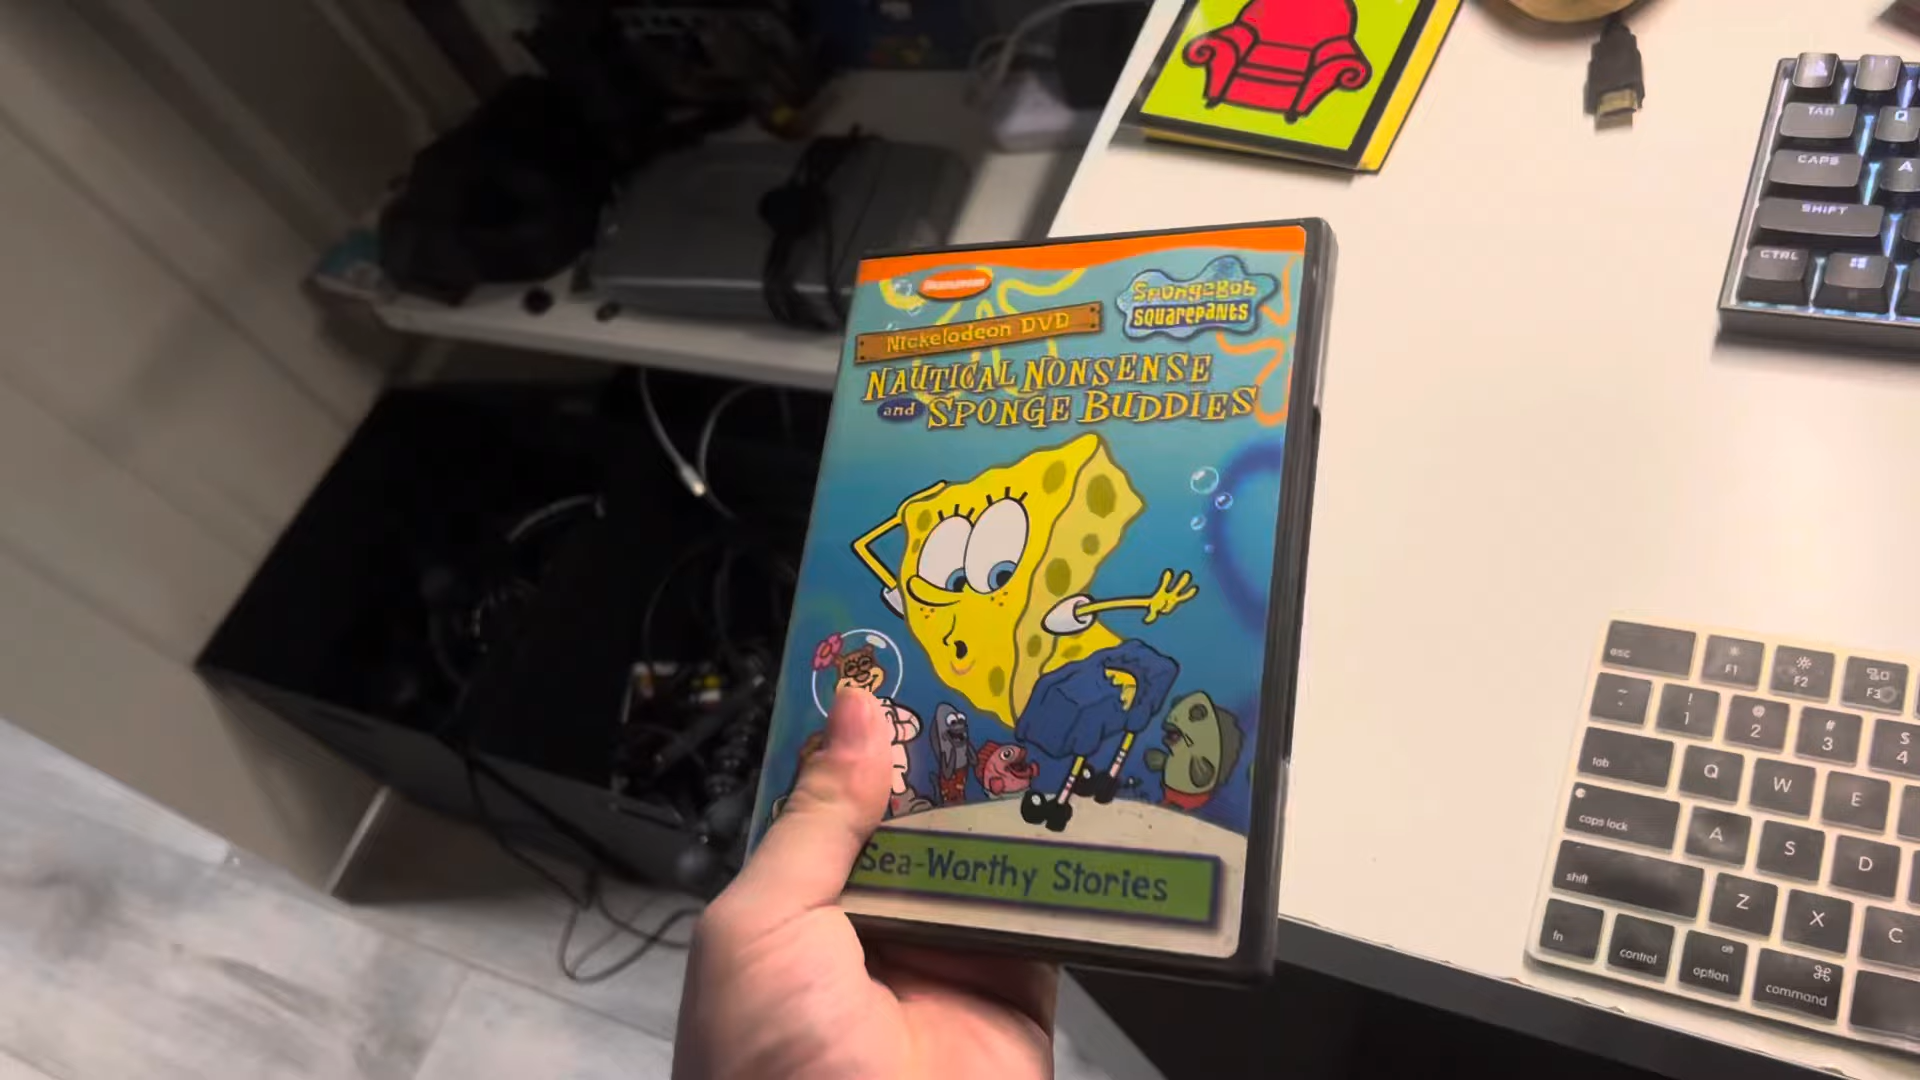 Nickelodeon DVD
SpongeBob
SquarePants
Nautical Nonsense
and Sponge Buddies
Sea-Worthy Stories
TAB
Q
CAPS
A
SHIFT
CTRL
esc
F1
F2
F3
~
!
1
@
2
#
3
$
4
tab
Q
W
E
caps lock
A
S
D
shift
Z
X
C
fn
control
option
⌘
command